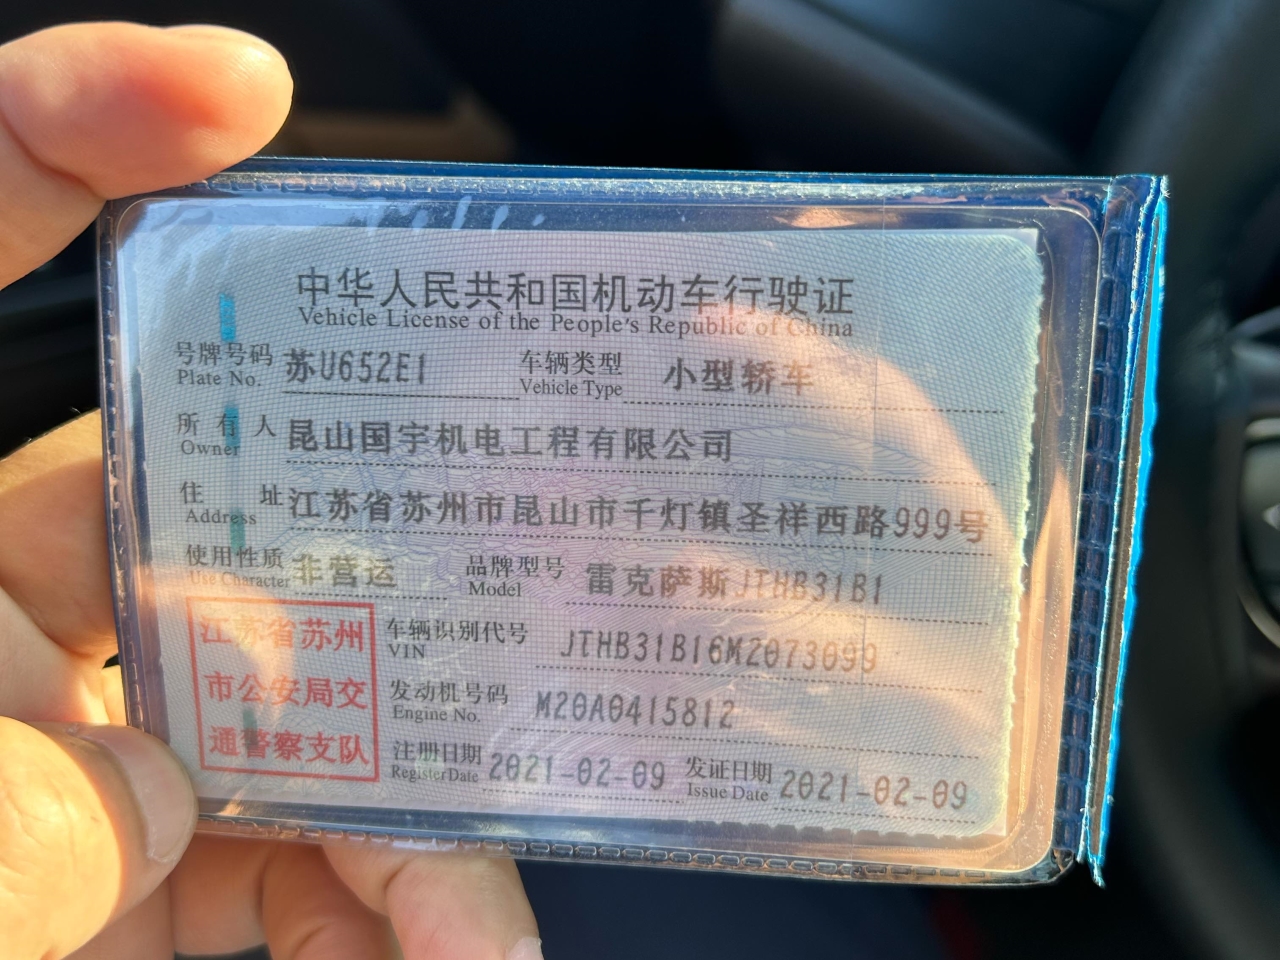 中华人民共和国机动车行驶证
Vehicle License of the People's Republic of China
号牌号码 苏U652E1 车辆类型 小型轿车
Plate No. Vehicle Type
所有人 昆山国宇机电工程有限公司
Owner
住址 江苏省苏州市昆山市千灯镇圣祥西路999号
Address
使用性质 非营运 品牌型号 雷克萨斯JTHB31B1
Use Character Model
江苏省苏州
市公安局交
通警察支队
车辆识别代号 JTHB31B16M2073099
VIN
发动机号码 M20A0415812
Engine No.
注册日期 2021-02-09 发证日期 2021-02-09
Register Date Issue Date